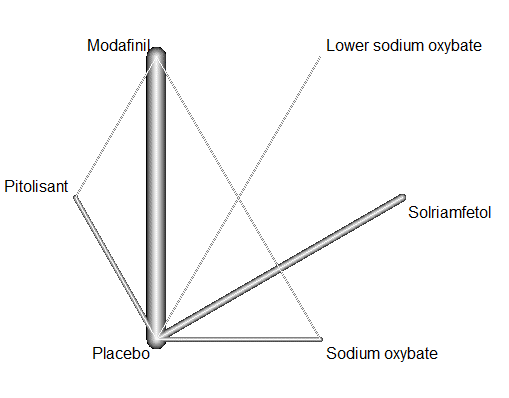 Modafinil
Lower sodium oxybate
Pitolisant
Solriamfetol
Placebo
Sodium oxybate